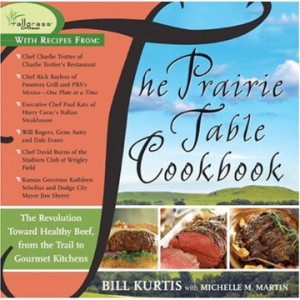 Tallgrass
WITH RECIPES FROM:
Chef Charlie Trotter of
Charlie Trotter's Restaurant
Chef Rick Bayless of
Frontera Grill and PBS's
Mexico—One Plate at a Time
Executive Chef Paul Katz of
Harry Caray's Italian
Steakhouse
Will Rogers, Gene Autry
and Dale Evans
Chef David Burns of the
Stadium Club at Wrigley
Field
Kansas Governor Kathleen
Sebelius and Dodge City
Mayor Jim Sherer
The Prairie
Table
Cookbook
The Revolution
Toward Healthy Beef,
from the Trail to
Gourmet Kitchens
BILL KURTIS with MICHELLE M. MARTIN